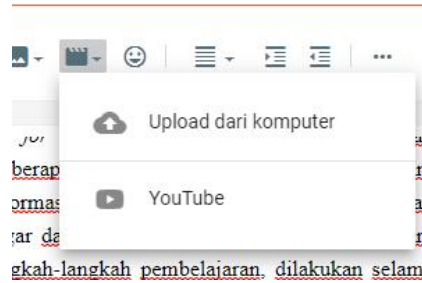 Upload dari komputer
berap
YouTube
ormas
gar da
gkah-langkah pembelajaran, dilakukan selam